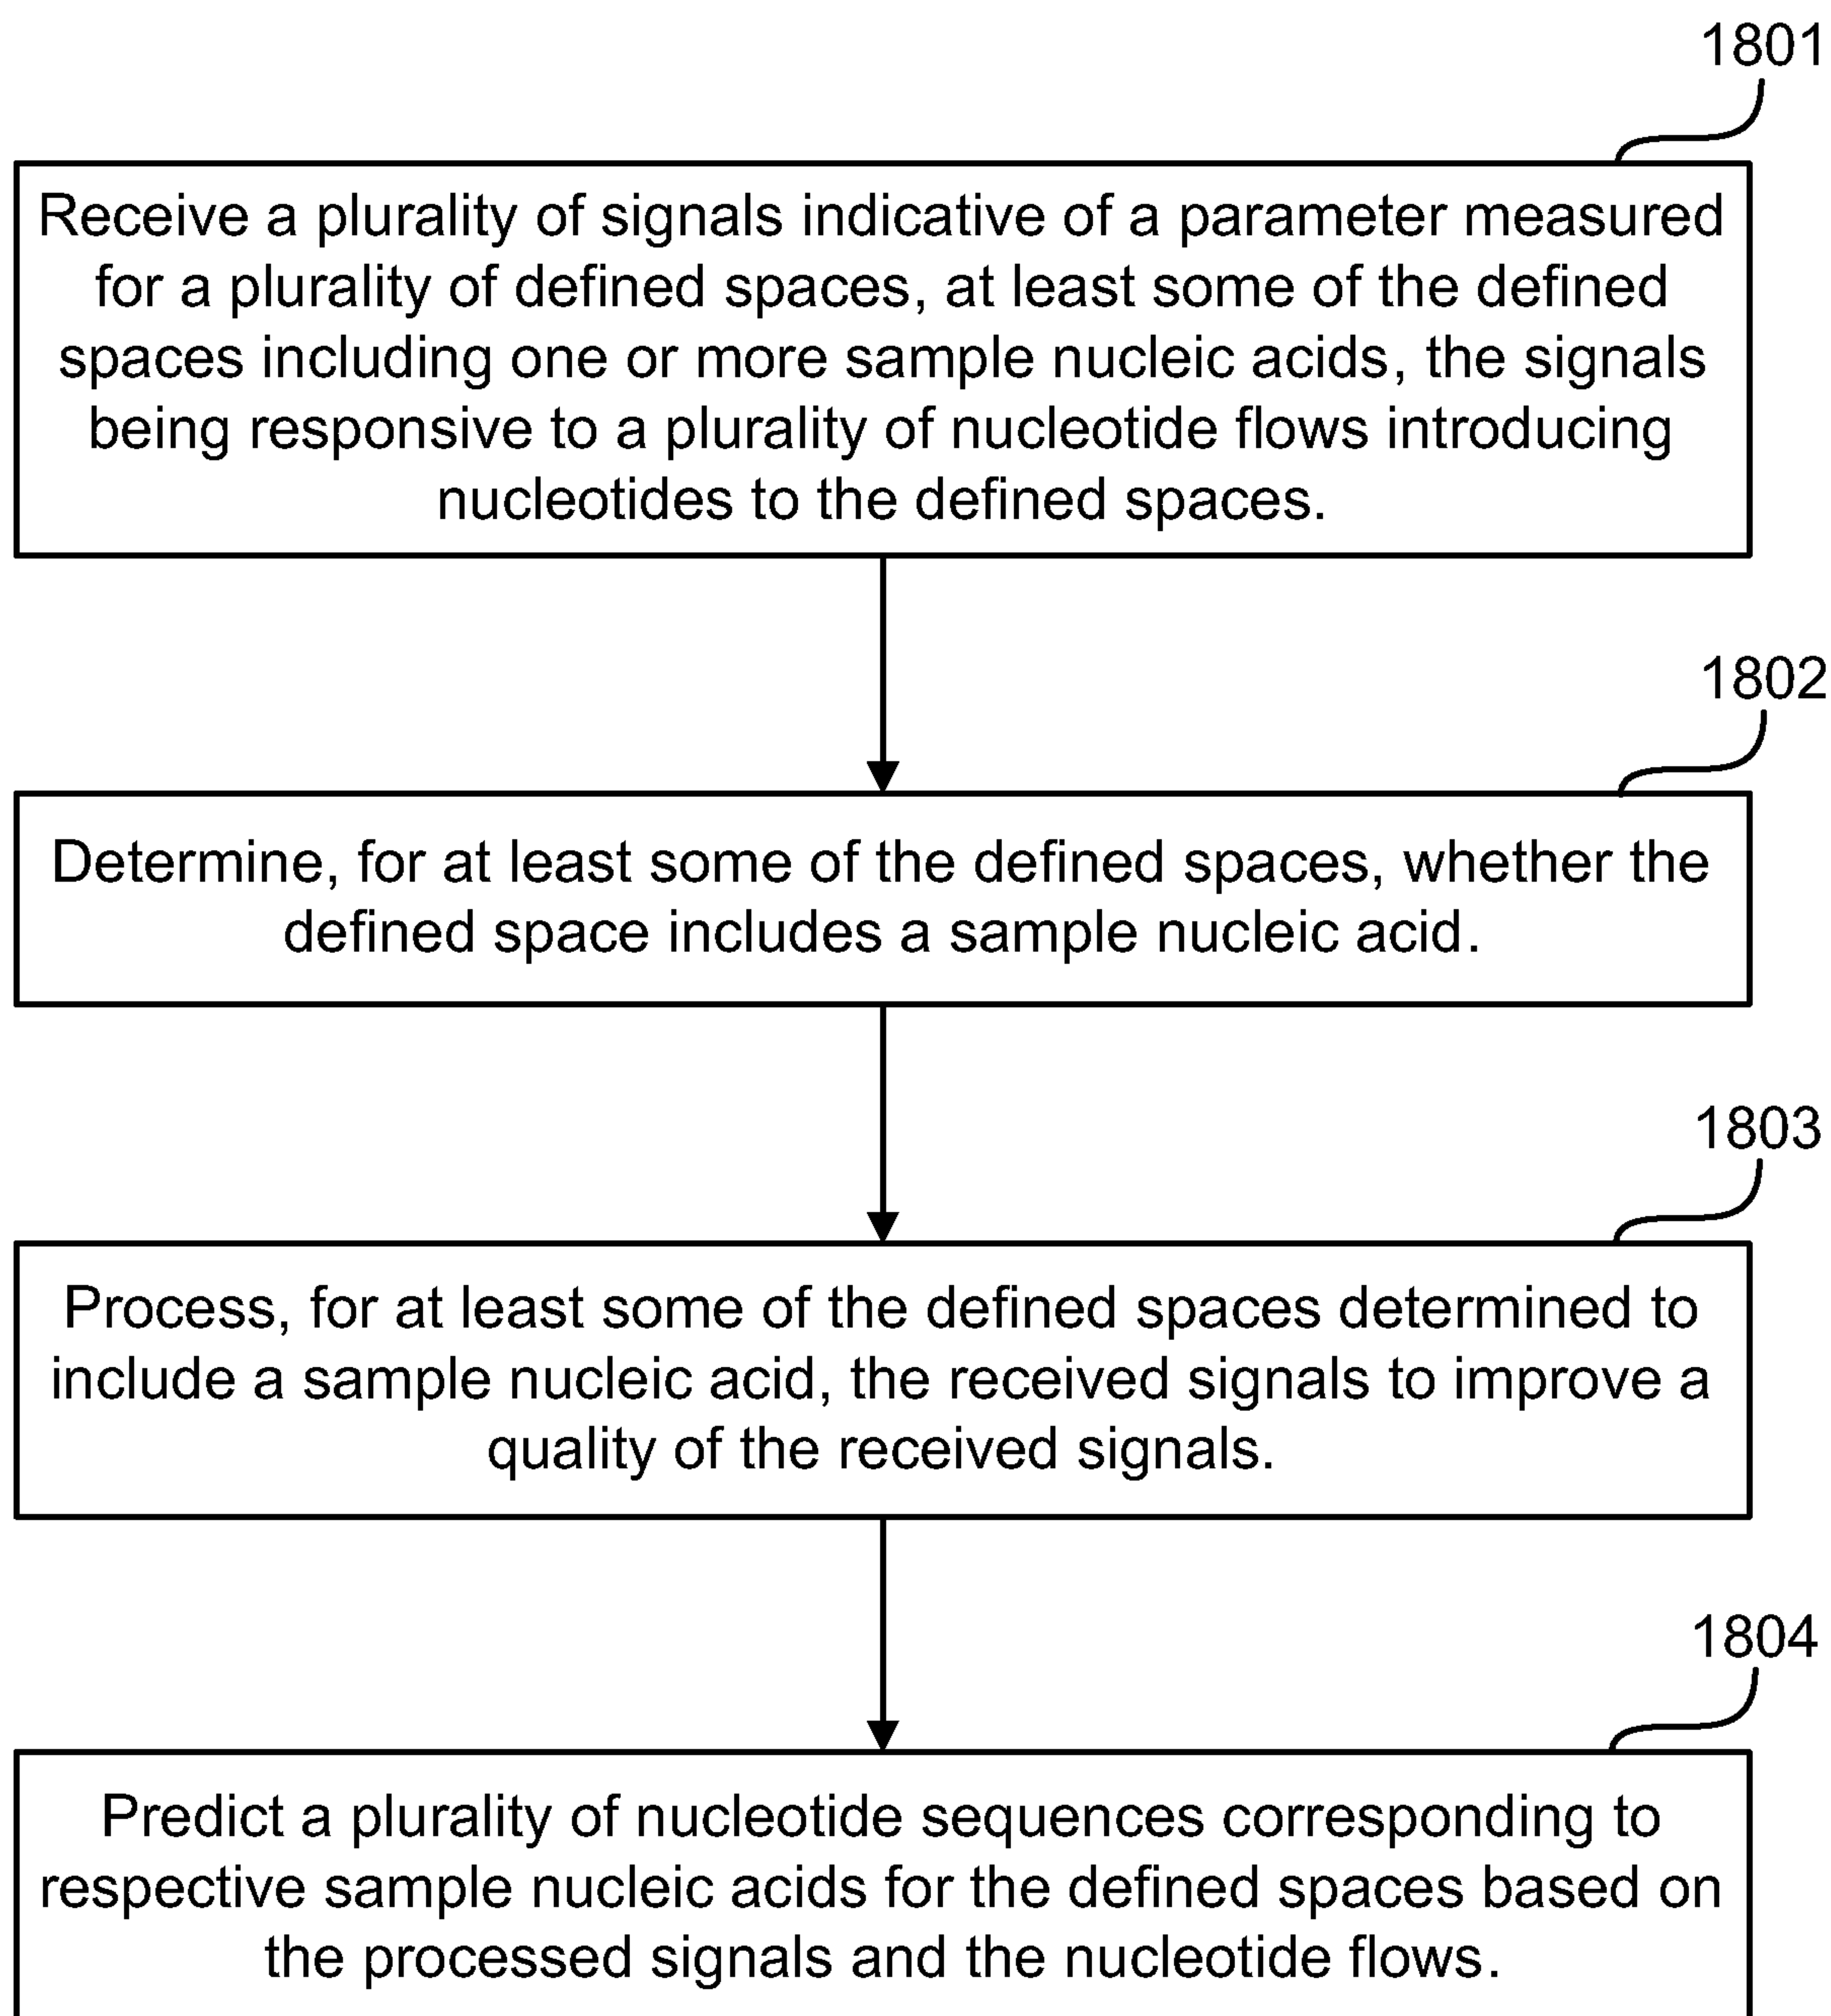 1801
Receive a plurality of signals indicative of a parameter measured
for a plurality of defined spaces, at least some of the defined
spaces including one or more sample nucleic acids, the signals
being responsive to a plurality of nucleotide flows introducing
nucleotides to the defined spaces.
1802
Determine, for at least some of the defined spaces, whether the
defined space includes a sample nucleic acid.
1803
Process, for at least some of the defined spaces determined to
include a sample nucleic acid, the received signals to improve a
quality of the received signals.
1804
Predict a plurality of nucleotide sequences corresponding to
respective sample nucleic acids for the defined spaces based on
the processed signals and the nucleotide flows.